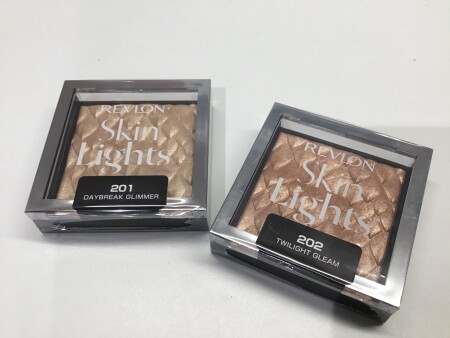 REVLON
Skin
Lights
201
DAYBREAK GLIMMER
REVLON
Skin
Lights
202
TWILIGHT GLEAM